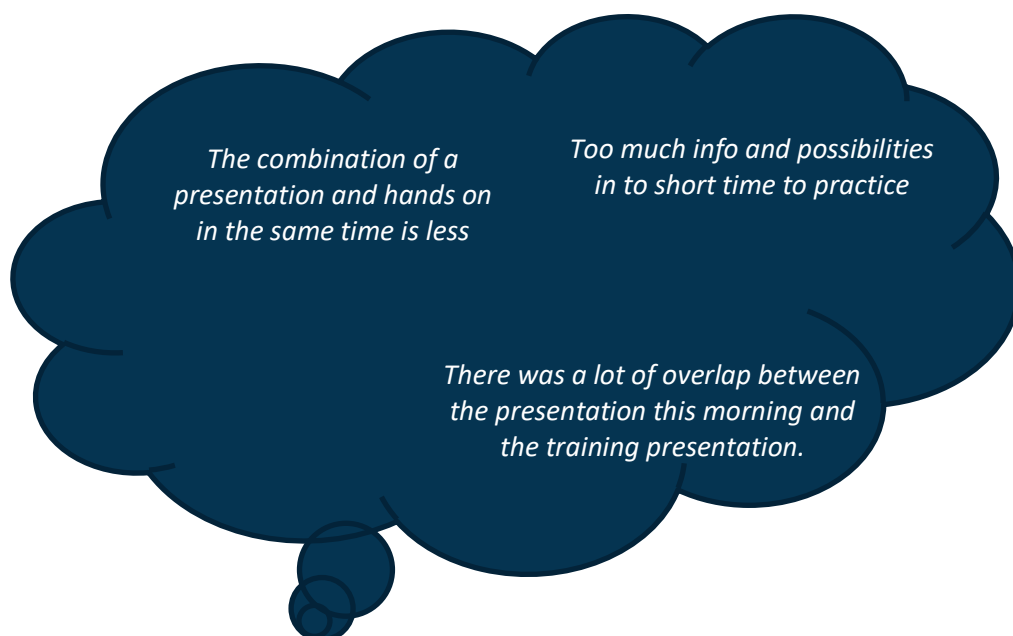 The combination of a
presentation and hands on
in the same time is less
Too much info and possibilities
in to short time to practice
There was a lot of overlap between
the presentation this morning and
the training presentation.